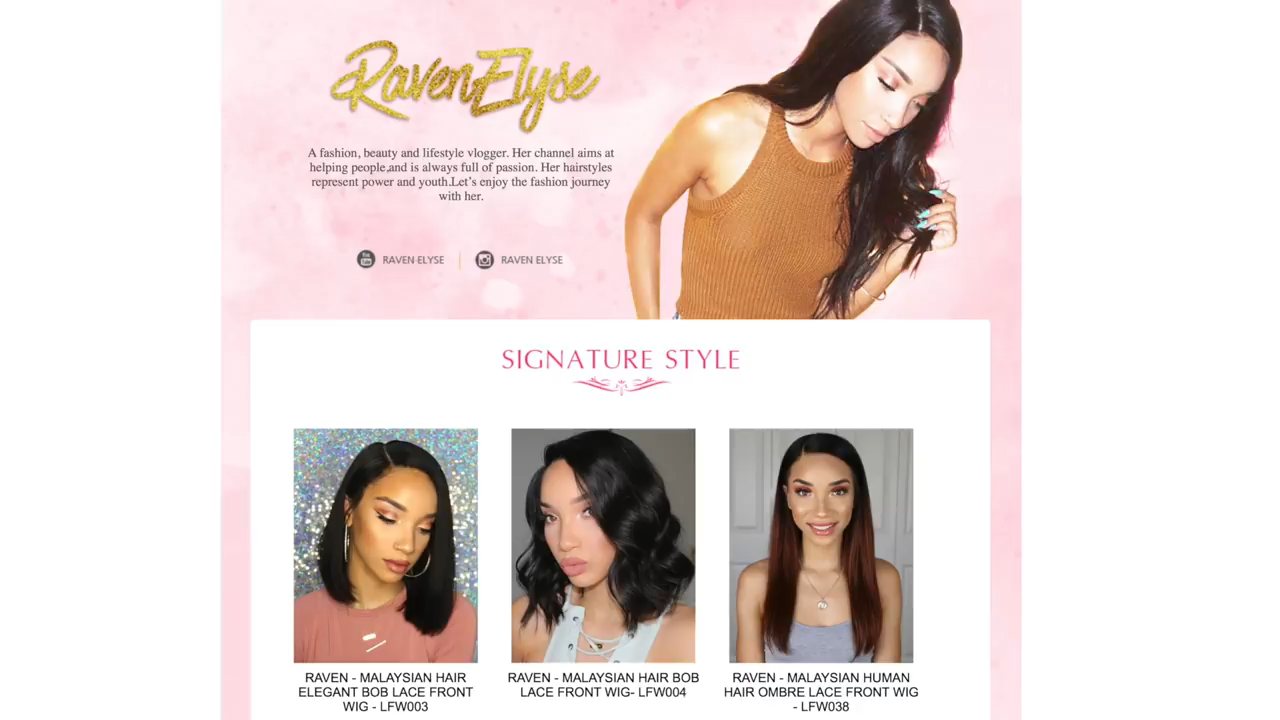 RavenElyse
A fashion, beauty and lifestyle vlogger. Her channel aims at
helping people,and is always full of passion. Her hairstyles
represent power and youth.Let's enjoy the fashion journey
with her.
RAVEN ELYSE | RAVEN ELYSE
SIGNATURE STYLE
RAVEN - MALAYSIAN HAIR
ELEGANT BOB LACE FRONT
WIG - LFW003
RAVEN - MALAYSIAN HAIR BOB
LACE FRONT WIG- LFW004
RAVEN - MALAYSIAN HUMAN
HAIR OMBRE LACE FRONT WIG
- LFW038